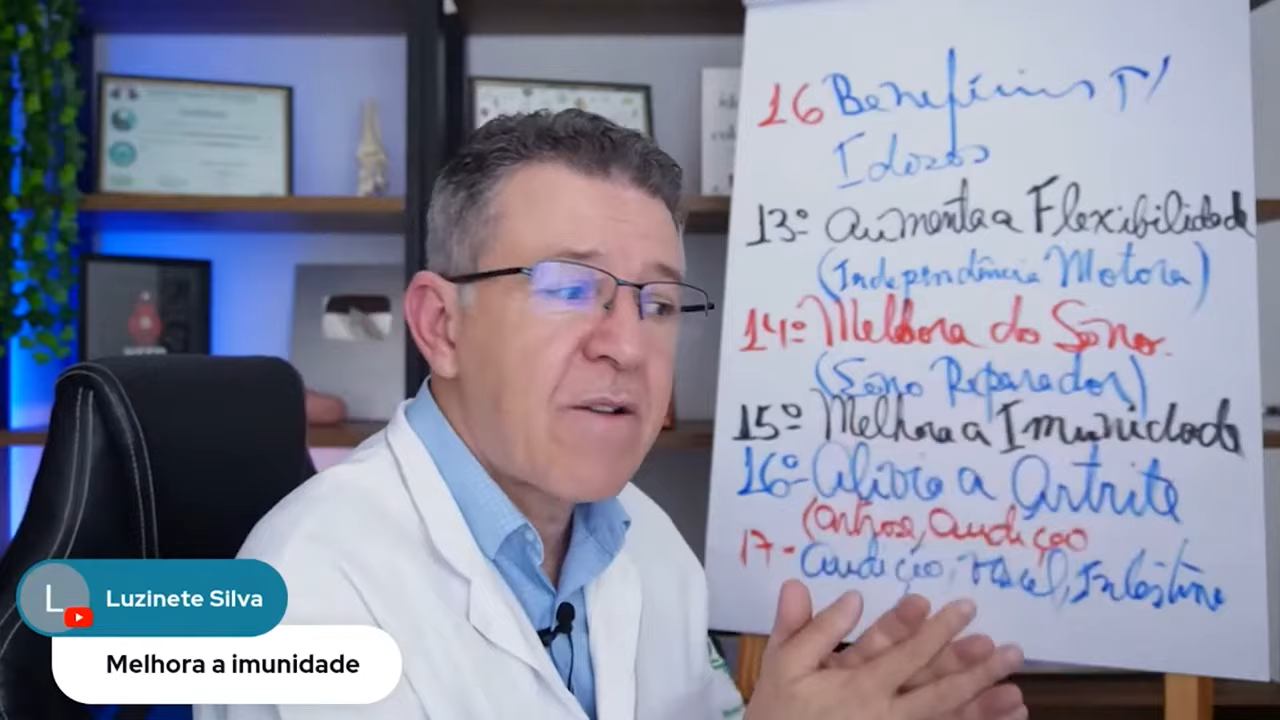 16 Benefícios P/
Idosos
13º Aumenta a Flexibilidade
(Independência Motora)
14º Melhora do Sono.
(Sono Reparador)
15º Melhora a Imunidade
16º- Alivia a Artrite
(Artrose, Audição
17- Audição, Intestino
L
Luzinete Silva
Melhora a imunidade